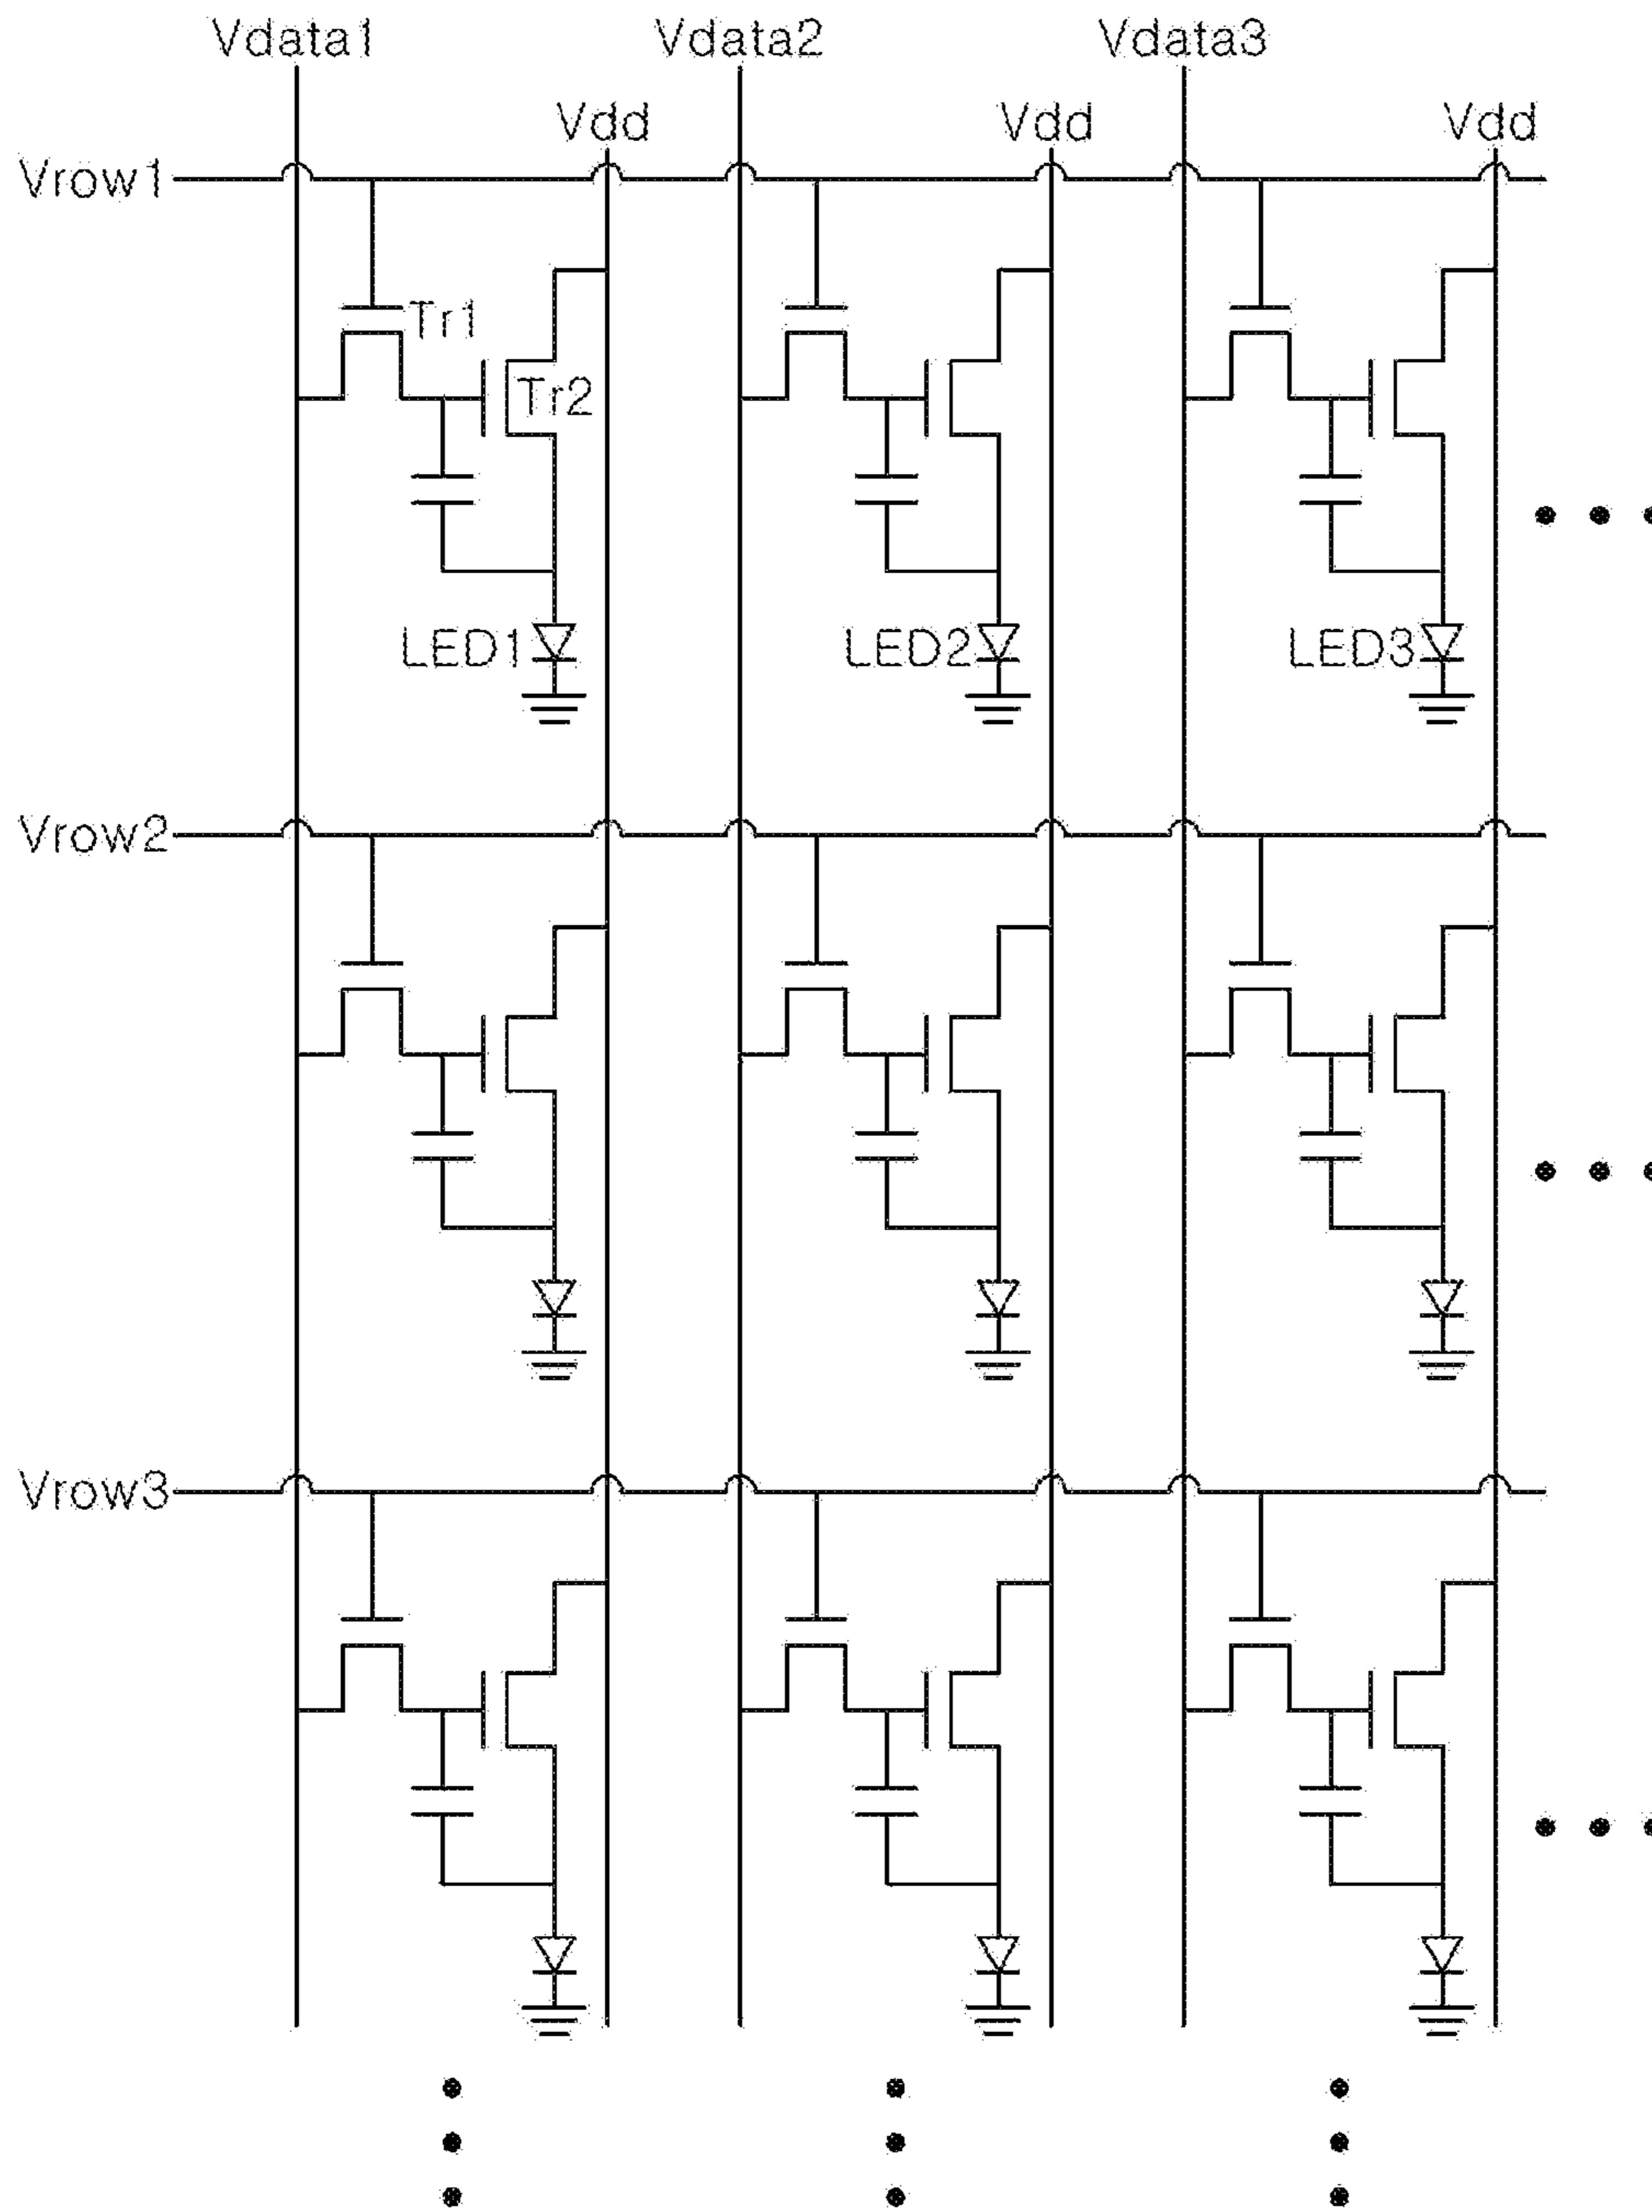 Vdata1 Vdata2 Vdata3
Vdd Vdd Vdd
Vrow1
Tr1
Tr2
LED1 LED2 LED3
Vrow2
Vrow3